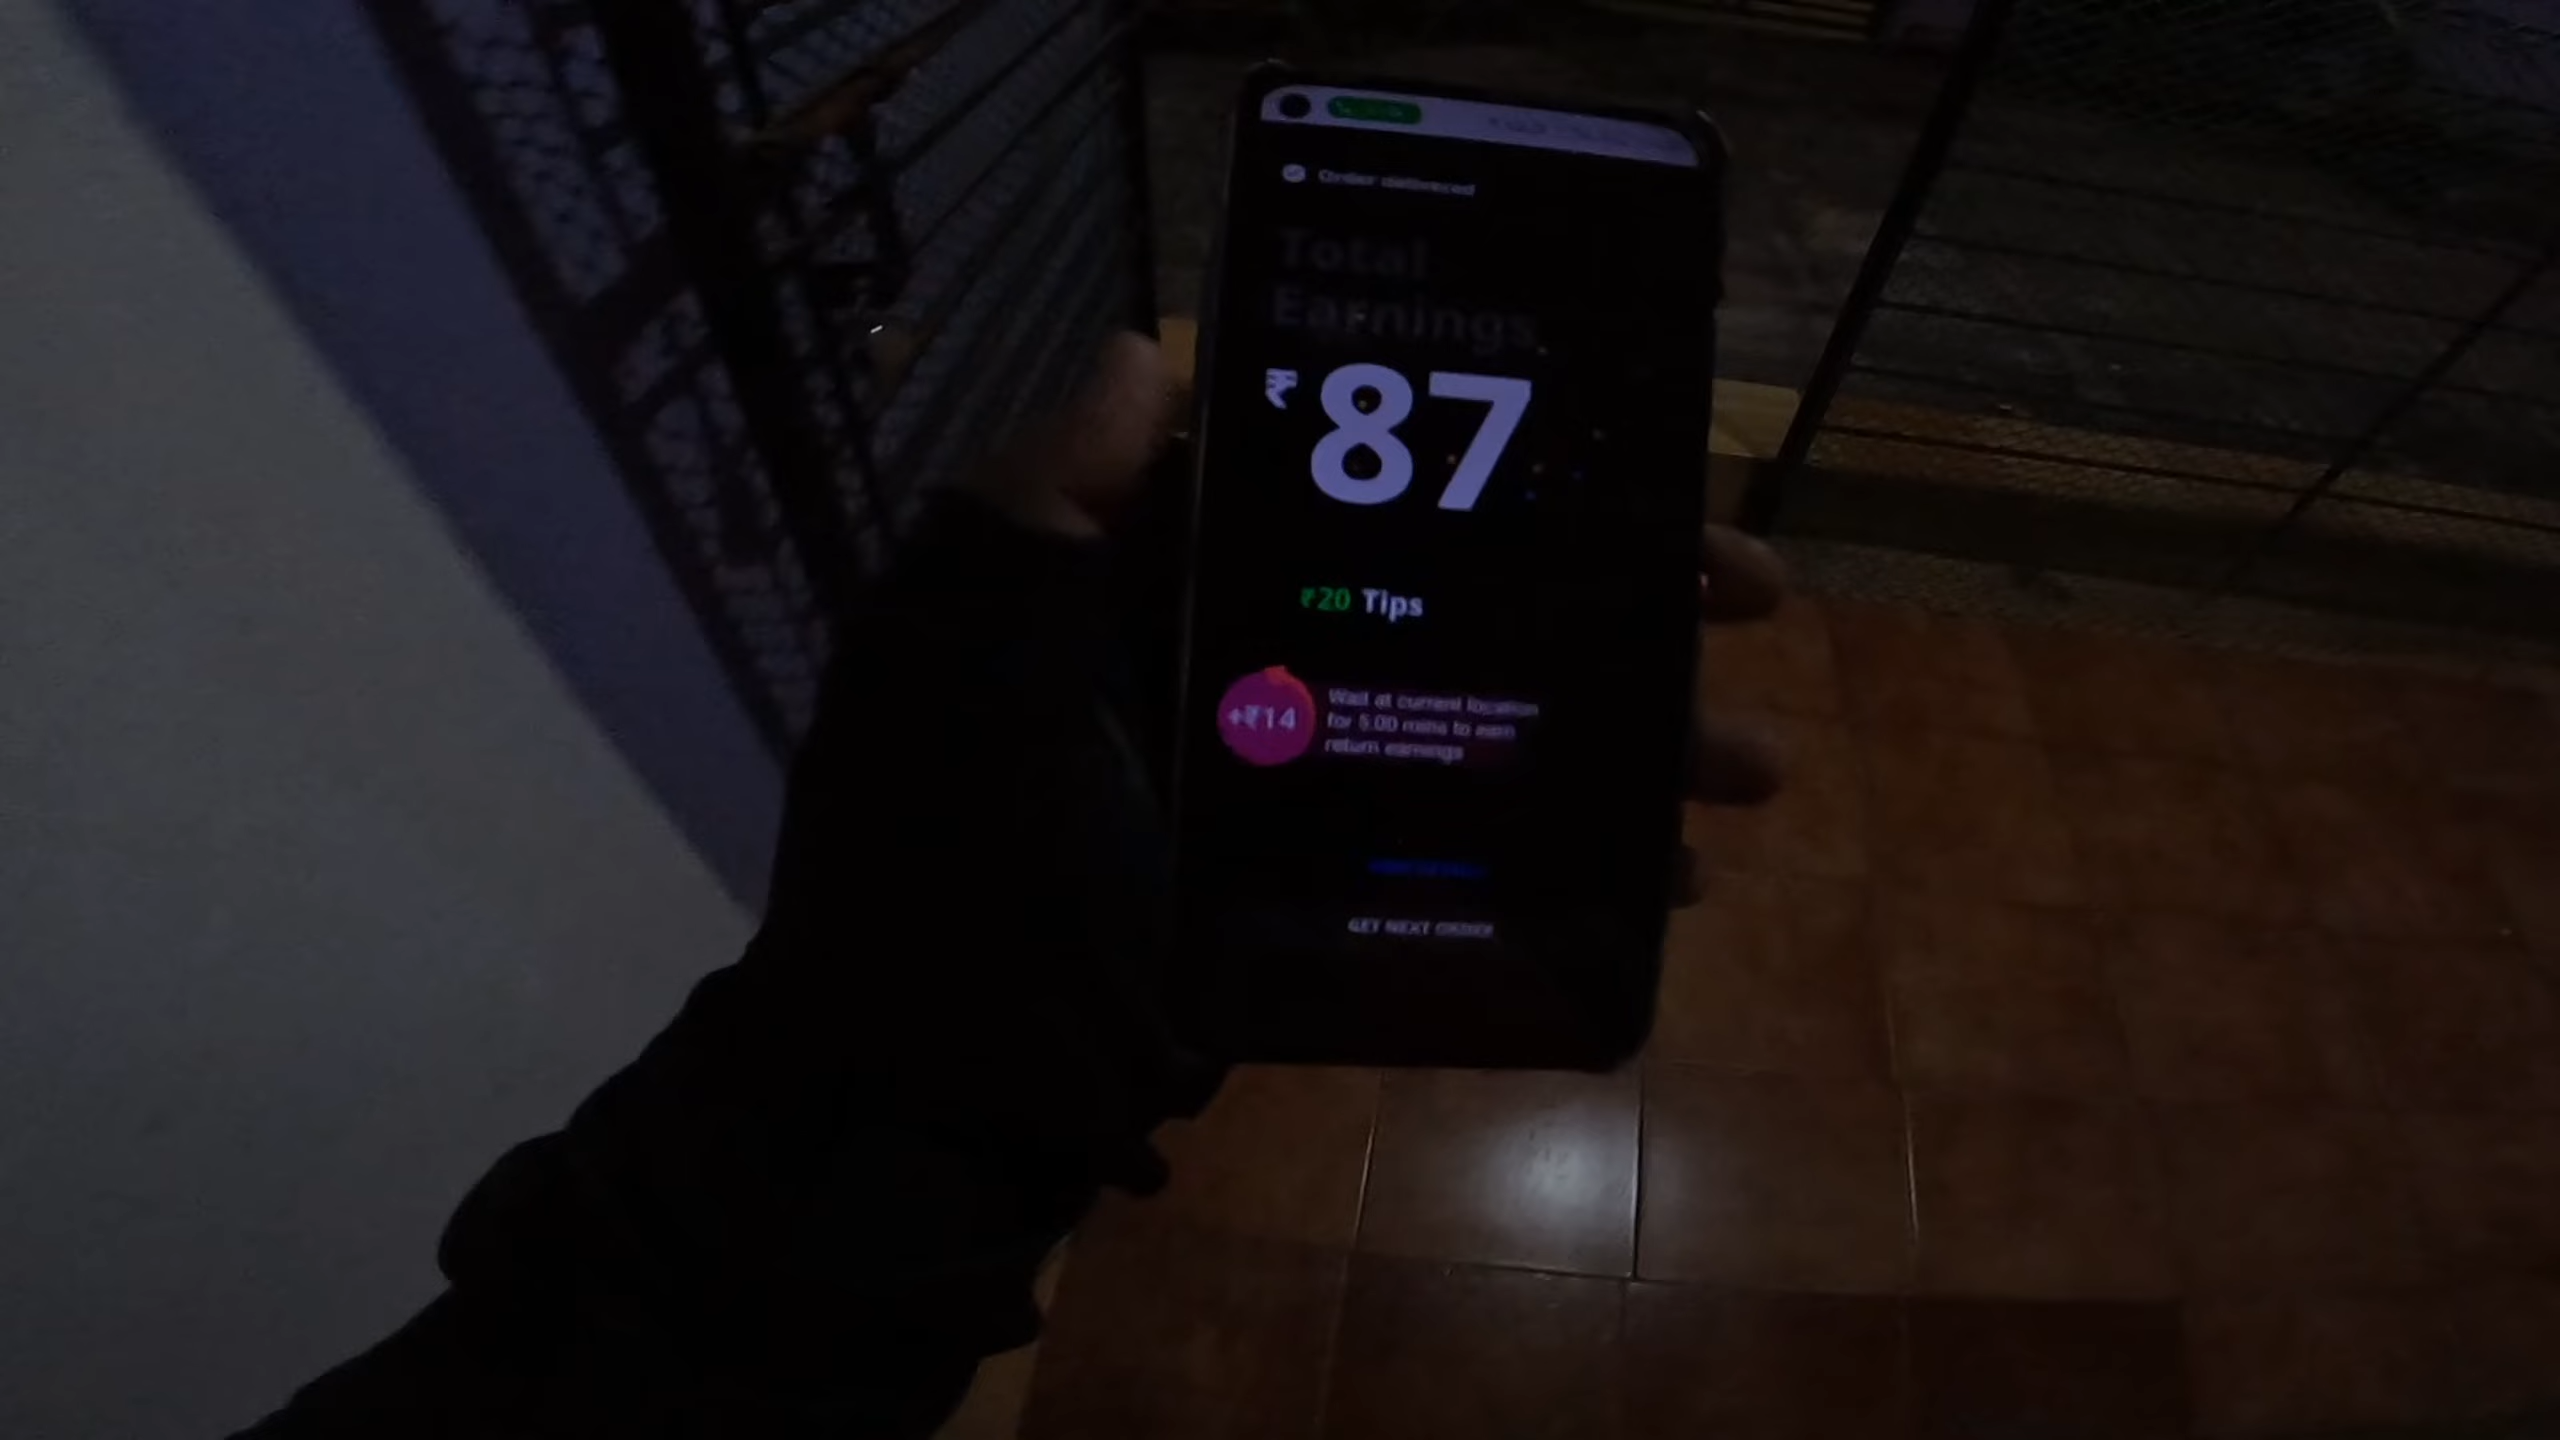 Order delivered
Total
Earnings
₹87
₹20 Tips
+₹14
Wait at current location
for 5.00 mins to earn
return earnings
GET NEXT ORDER